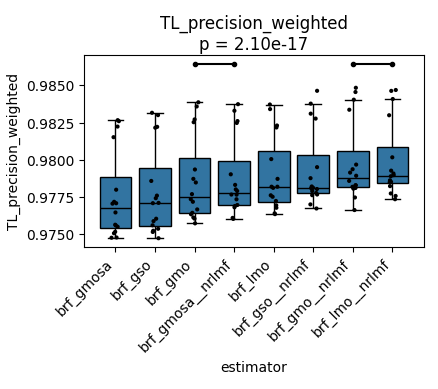 TL_precision_weighted
p = 2.10e-17
TL_precision_weighted
0.9850
0.9825
0.9800
0.9775
0.9750
brf_gmosa
brf_gso
brf_gmo
brf_gmosa__nrlmf
brf_lmo
brf_gso__nrlmf
brf_gmo__nrlmf
brf_lmo__nrlmf
estimator